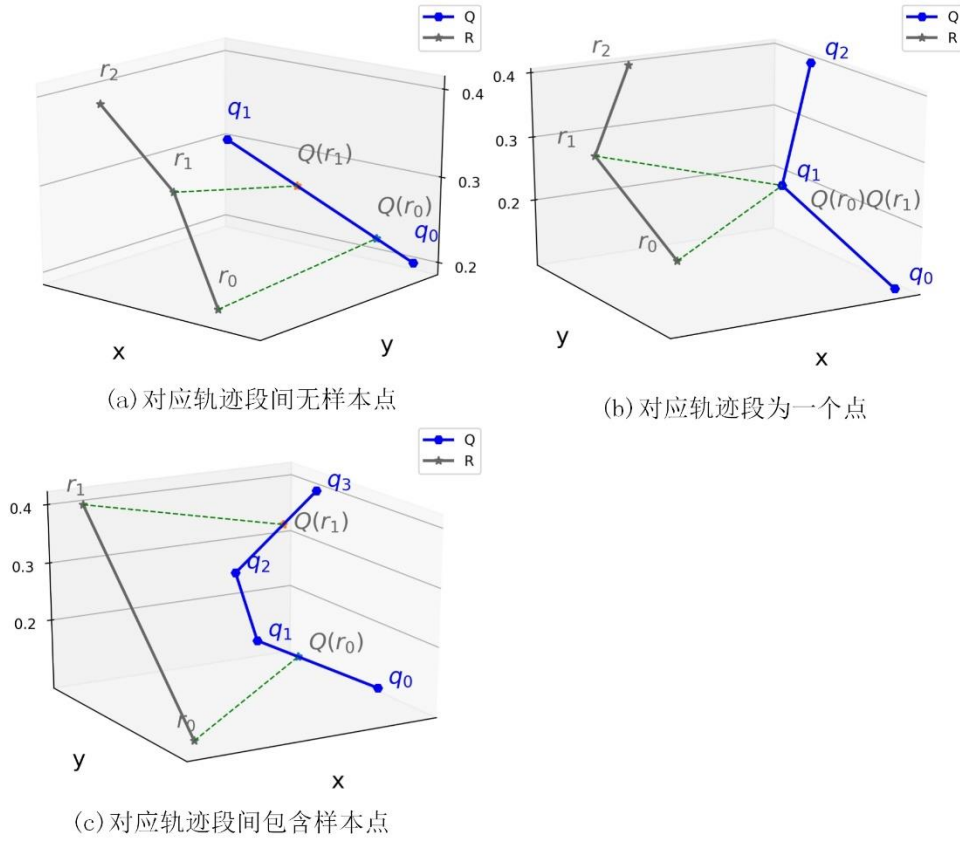 Q
R
r2
q1
r1
Q(r1)
Q(r0)
q0
r0
0.4
0.3
0.2
x
y
(a)对应轨迹段间无样本点
Q
R
q2
r2
0.4
r1
0.3
q1
0.2
Q(r0)Q(r1)
r0
q0
y
x
(b)对应轨迹段为一个点
Q
R
r1
q3
0.4
Q(r1)
0.3
q2
0.2
q1
Q(r0)
q0
r0
y
x
(c)对应轨迹段间包含样本点